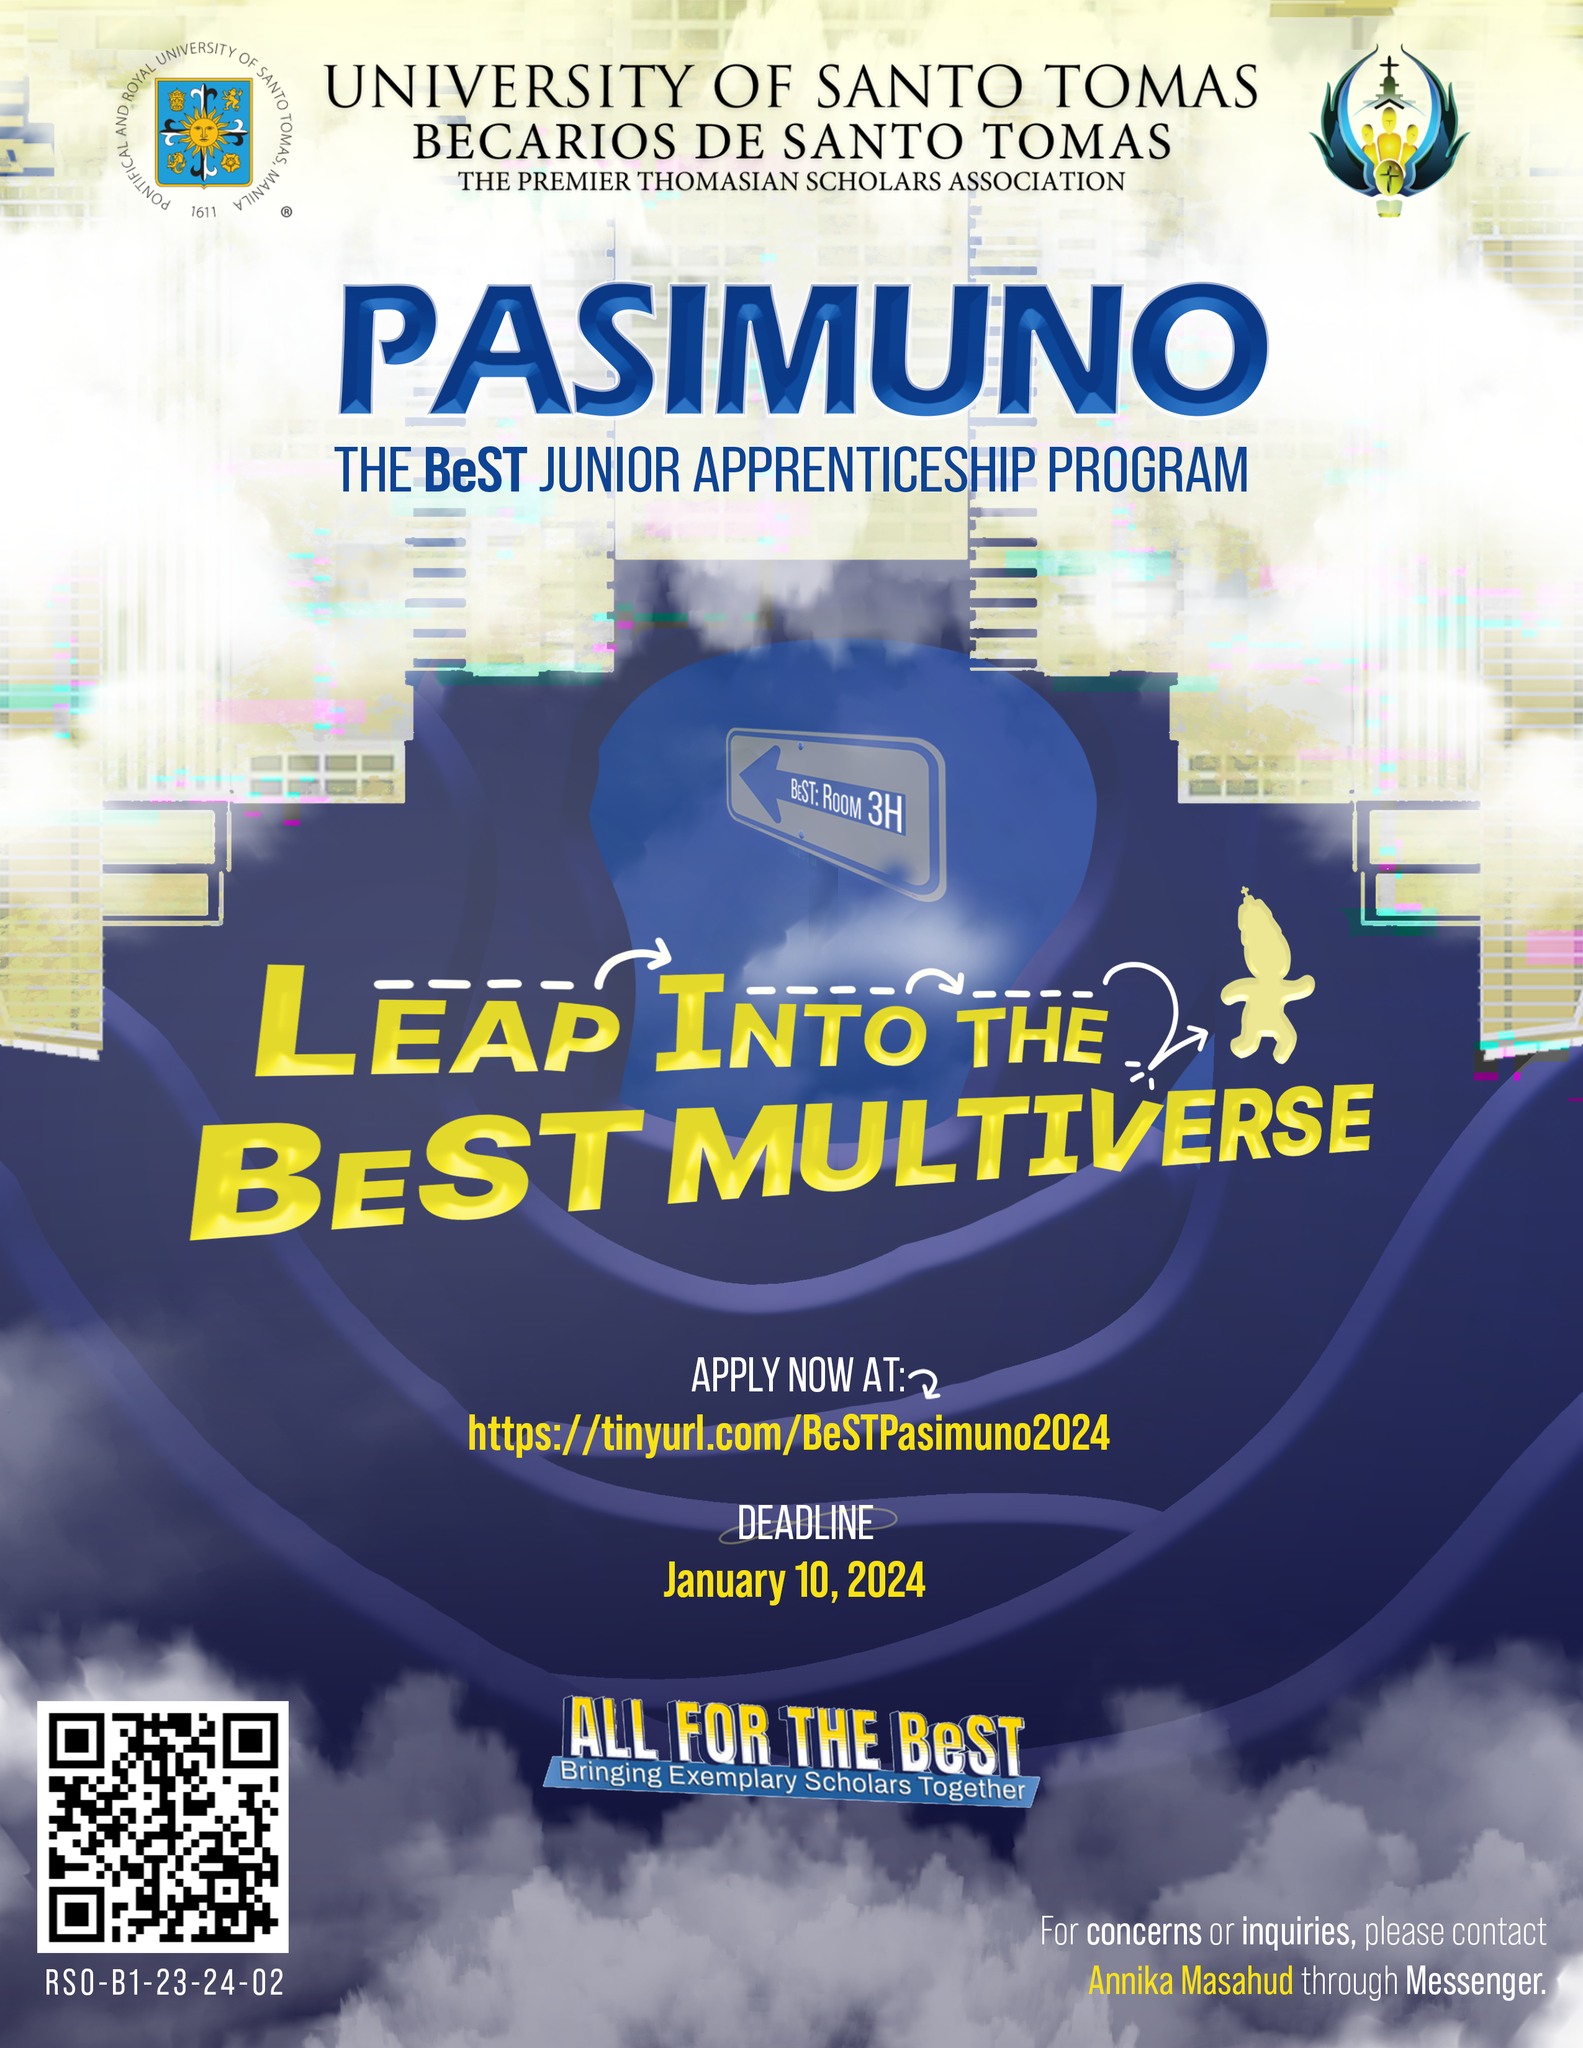 PONTIFICAL AND ROYAL UNIVERSITY OF SANTO TOMAS, MANILA
1611
®
UNIVERSITY OF SANTO TOMAS
BECARIOS DE SANTO TOMAS
THE PREMIER THOMASIAN SCHOLARS ASSOCIATION
PASIMUNO
THE BeST JUNIOR APPRENTICESHIP PROGRAM
BeST: ROOM 3H
LEAP INTO THE
BeST MULTIVERSE
APPLY NOW AT:
https://tinyurl.com/BeSTPasimuno2024
DEADLINE
January 10, 2024
ALL FOR THE BeST
Bringing Exemplary Scholars Together
RSO-B1-23-24-02
For concerns or inquiries, please contact
Annika Masahud through Messenger.